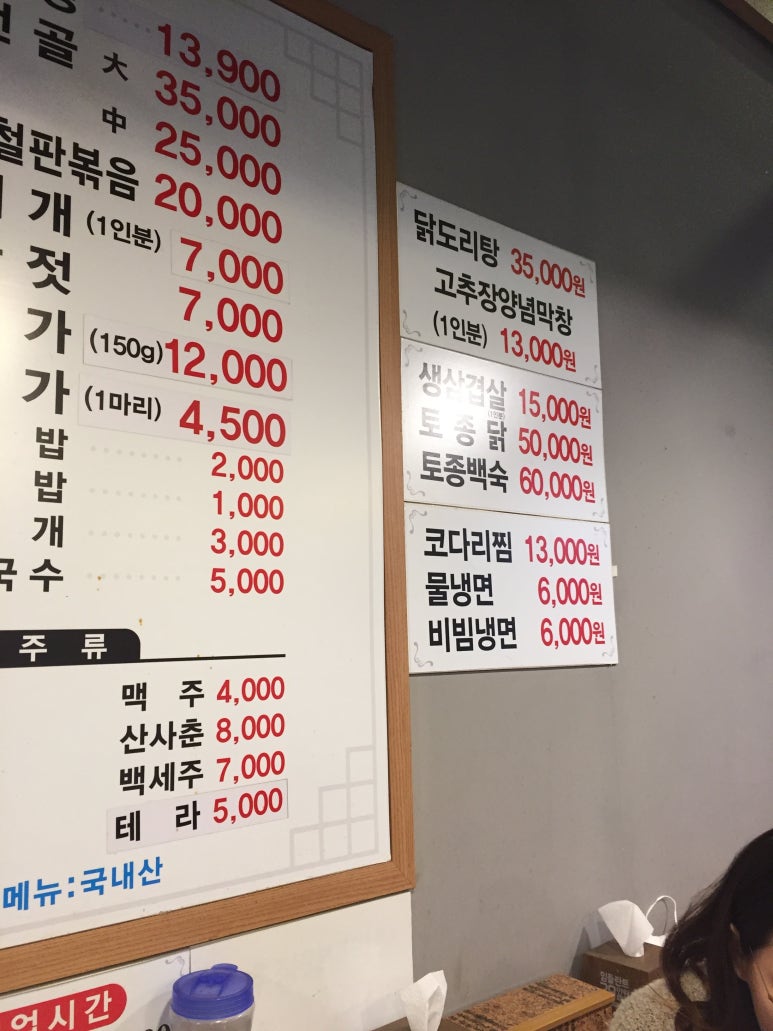 13,900
전골 大 35,000
中 25,000
철판볶음 20,000
개 (1인분) 7,000
젓 7,000
가 (150g) 12,000
가 (1마리) 4,500
밥 2,000
밥 1,000
개 3,000
국수 5,000
주 류
맥 주 4,000
산사춘 8,000
백세주 7,000
테 라 5,000
메뉴:국내산
업시간
닭도리탕 35,000원
고추장양념막창
(1인분) 13,000원
생삼겹살 15,000원
(1인분)
토종닭 50,000원
토종백숙 60,000원
코다리찜 13,000원
물냉면 6,000원
비빔냉면 6,000원